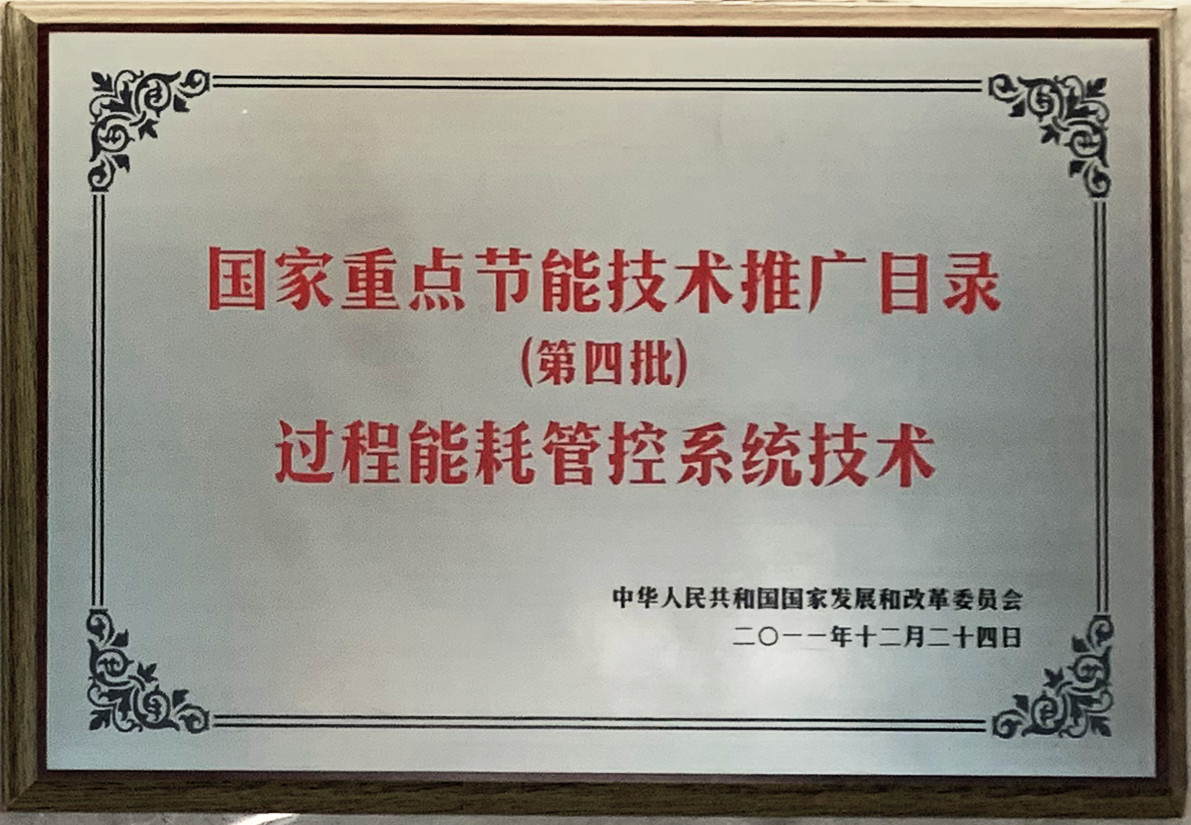 国家重点节能技术推广目录
(第四批)
过程能耗管控系统技术
中华人民共和国国家发展和改革委员会
二〇一一年十二月二十四日